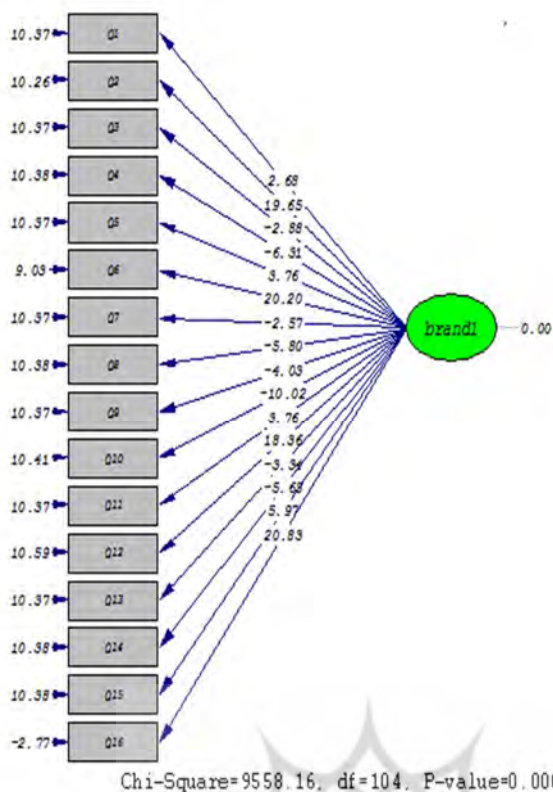 10.37 Q1
10.26 Q2
10.37 Q3
10.38 Q4
10.37 Q5
9.03 Q6
10.37 Q7
10.38 Q8
10.37 Q9
10.41 Q10
10.37 Q11
10.59 Q12
10.37 Q13
10.38 Q14
10.38 Q15
-2.77 Q16
2.68
19.65
-2.88
-6.31
3.76
20.20
-2.57
-5.80
-4.03
-10.02
3.76
18.36
-3.34
-5.63
5.97
20.83
brand1
0.00
Chi-Square=9558.16, df=104, P-value=0.000